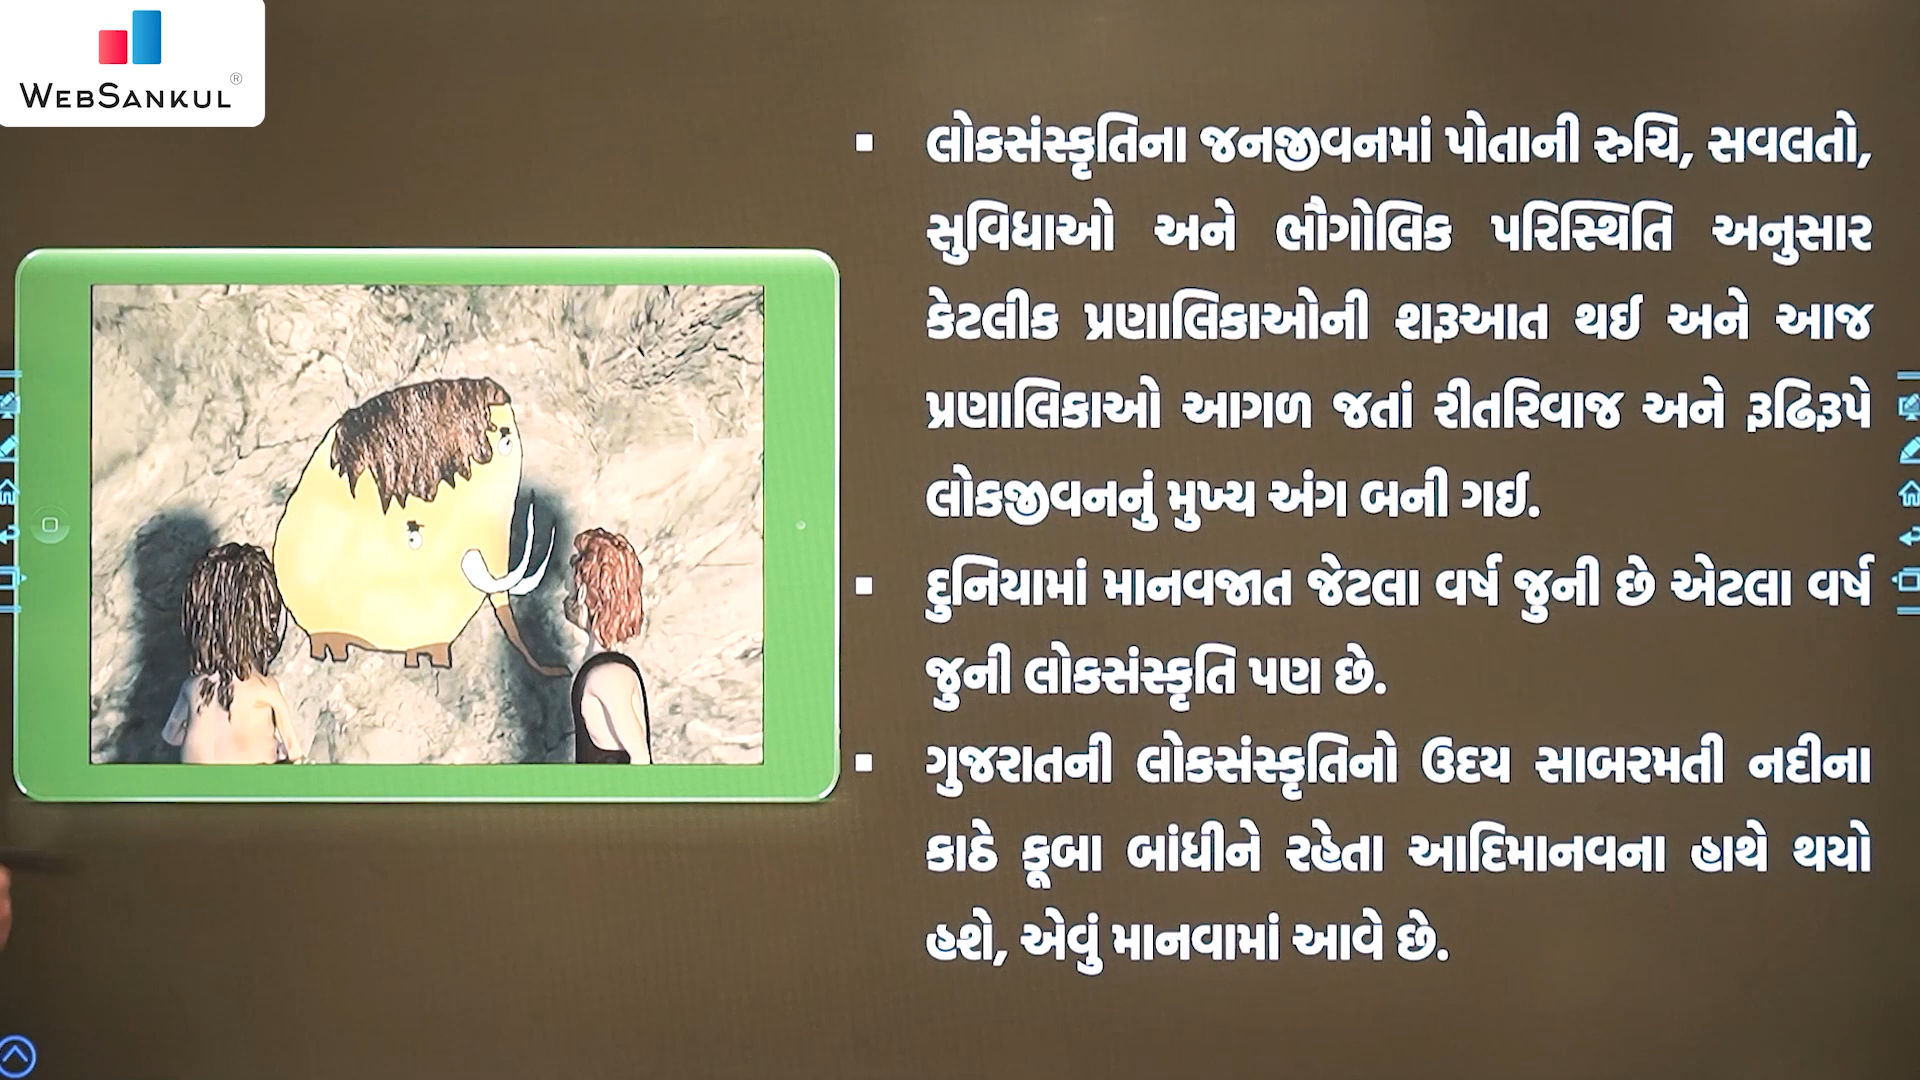 WEBSANKUL®
▪ લોકસંસ્કૃતિના જનજીવનમાં પોતાની રુચિ, સવલતો,
સુવિધાઓ અને ભૌગોલિક પરિસ્થિતિ અનુસાર
કેટલીક પ્રણાલિકાઓની શરૂઆત થઈ અને આજ
પ્રણાલિકાઓ આગળ જતાં રીતરિવાજ અને રૂઢિરૂપે
લોકજીવનનું મુખ્ય અંગ બની ગઈ.
▪ દુનિયામાં માનવજાત જેટલા વર્ષ જુની છે એટલા વર્ષ
જુની લોકસંસ્કૃતિ પણ છે.
▪ ગુજરાતની લોકસંસ્કૃતિનો ઉદય સાબરમતી નદીના
કાઠે કૂબા બાંધીને રહેતા આદિમાનવના હાથે થયો
હશે, એવું માનવામાં આવે છે.